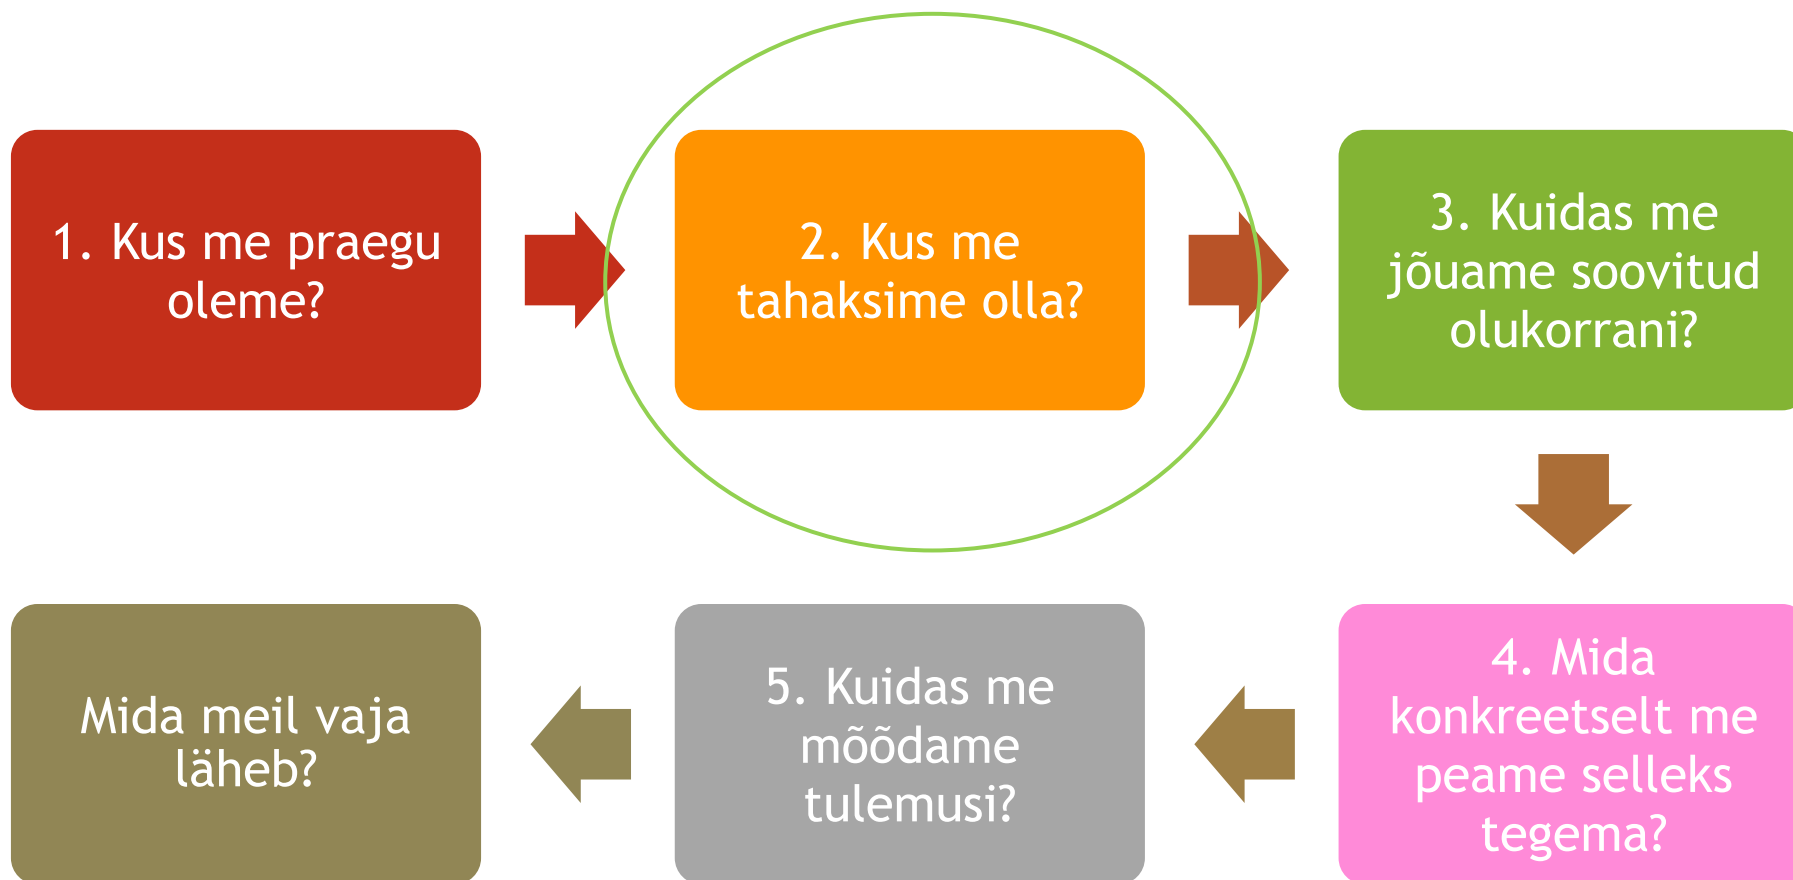 1. Kus me praegu
oleme?
2. Kus me
tahaksime olla?
3. Kuidas me
jõuame soovitud
olukorrani?
4. Mida
konkreetselt me
peame selleks
tegema?
5. Kuidas me
mõõdame
tulemusi?
Mida meil vaja
läheb?